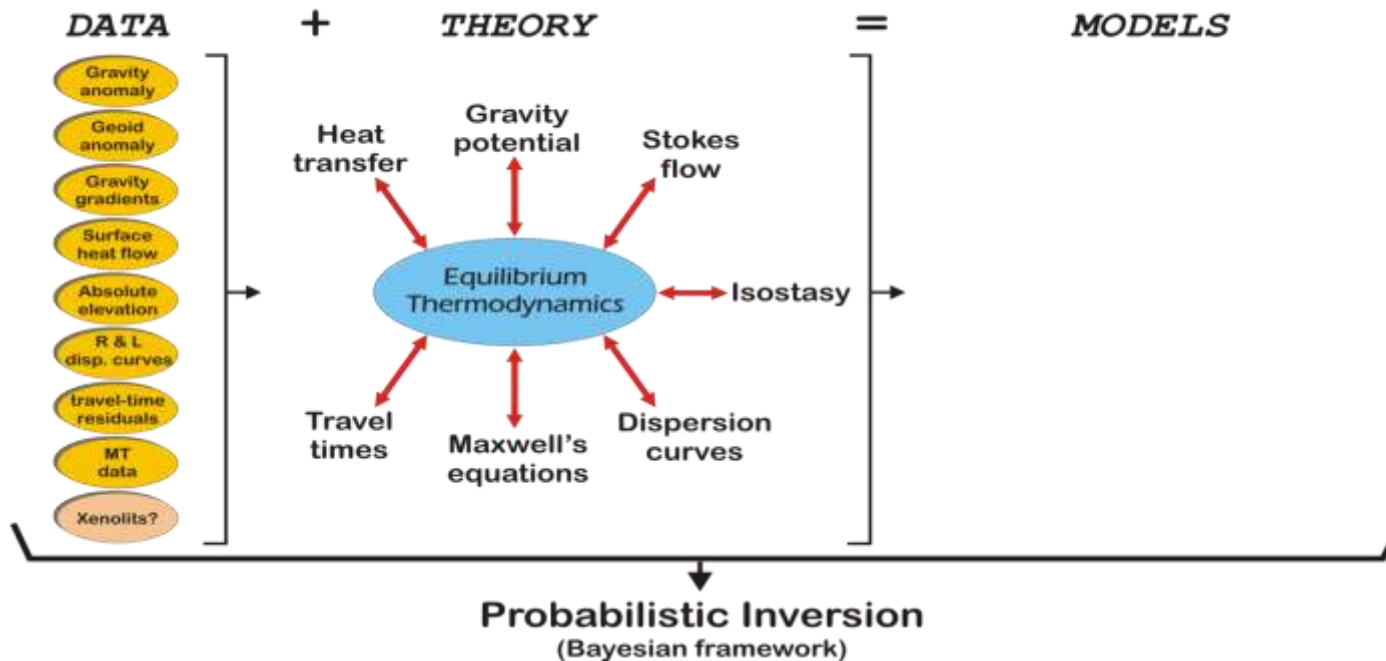 DATA + THEORY = MODELS
Gravity
anomaly
Geoid
anomaly
Gravity
gradients
Surface
heat flow
Absolute
elevation
R & L
disp. curves
travel-time
residuals
MT
data
Xenolits?
Heat
transfer
Gravity
potential
Stokes
flow
Equilibrium
Thermodynamics
Isostasy
Travel
times
Maxwell's
equations
Dispersion
curves
Probabilistic Inversion
(Bayesian framework)